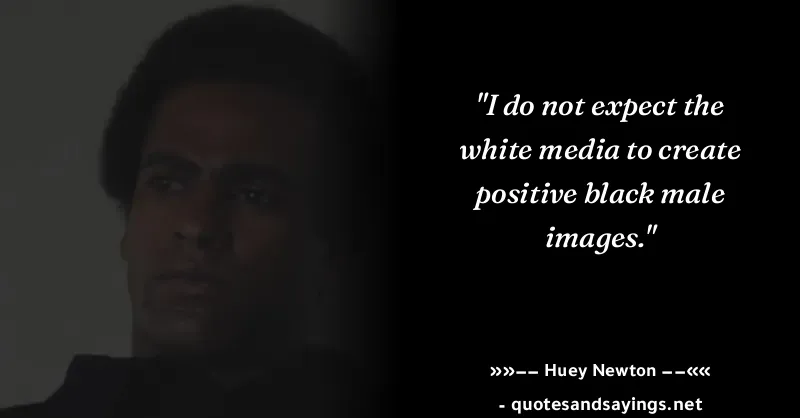 "I do not expect the
white media to create
positive black male
images."
»»–– Huey Newton ––««
- quotesandsayings.net